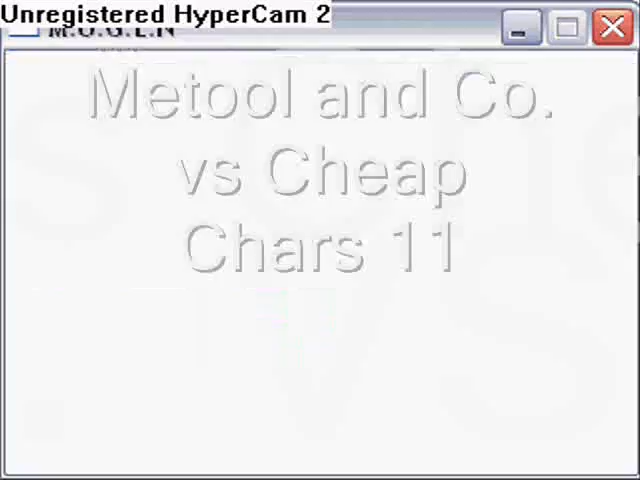 Unregistered HyperCam 2
M.U.G.E.N
Metool and Co.
vs Cheap
Chars 11